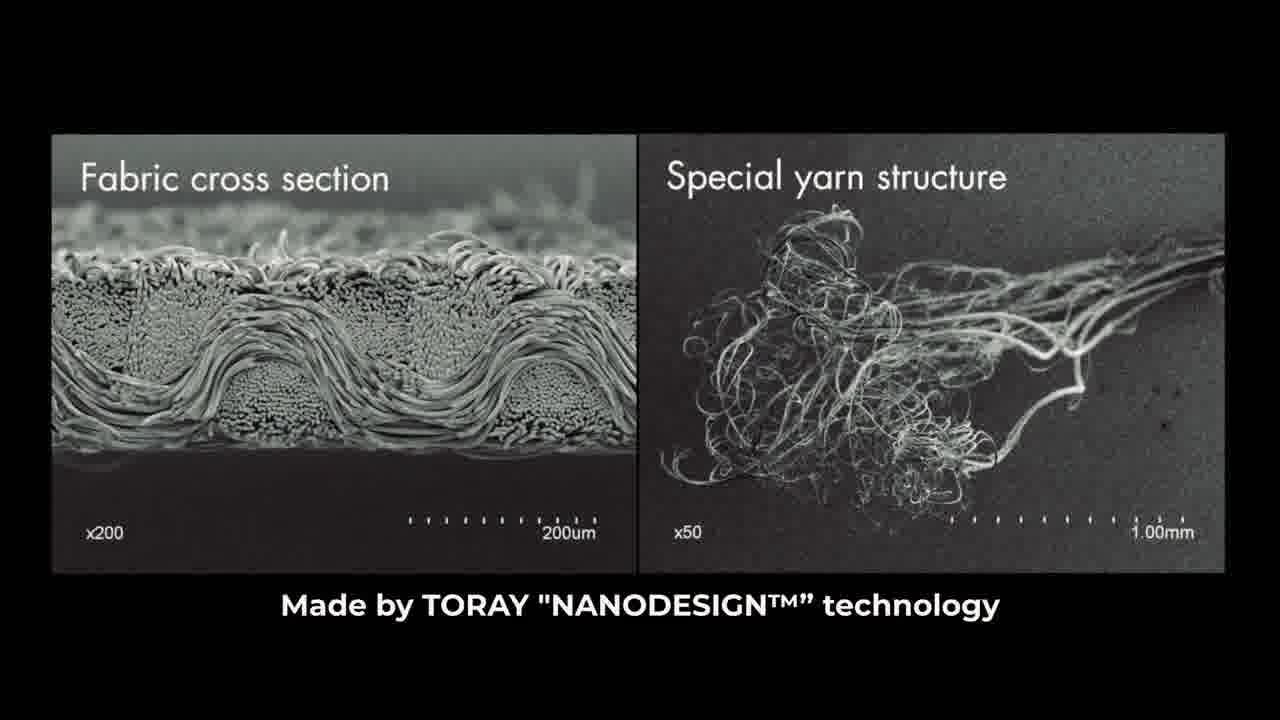 Fabric cross section
Special yarn structure
x200
200um
x50
1.00mm
Made by TORAY "NANODESIGN™” technology